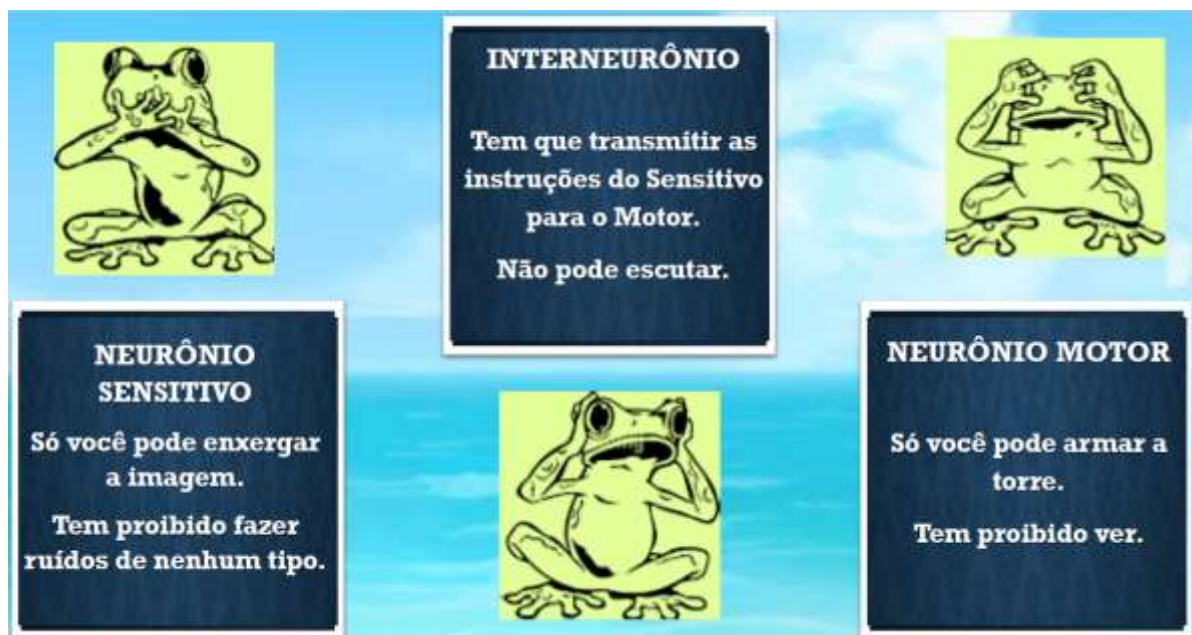 INTERNEURÔNIO
Tem que transmitir as
instruções do Sensitivo
para o Motor.
Não pode escutar.
NEURÔNIO
SENSITIVO
Só você pode enxergar
a imagem.
Tem proibido fazer
ruídos de nenhum tipo.
NEURÔNIO MOTOR
Só você pode armar a
torre.
Tem proibido ver.